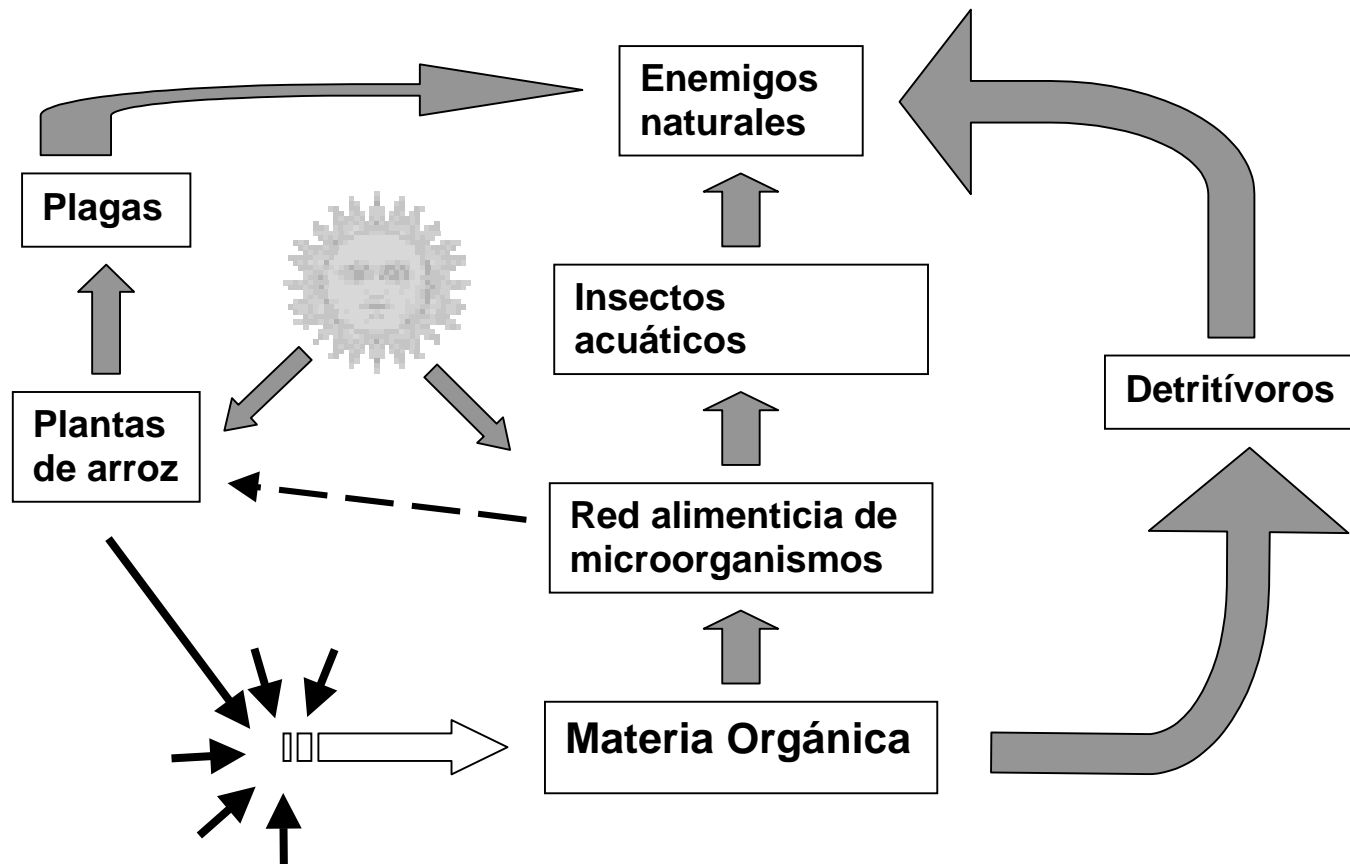 Enemigos
naturales
Plagas
Insectos
acuáticos
Detritívoros
Plantas
de arroz
Red alimenticia de
microorganismos
Materia Orgánica